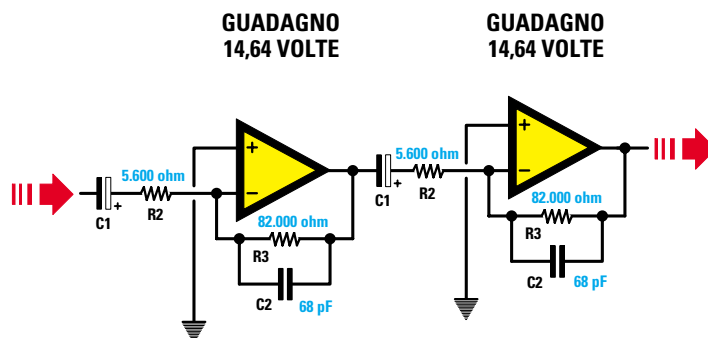 GUADAGNO
14,64 VOLTE
GUADAGNO
14,64 VOLTE
+
5.600 ohm
−
C1
+
R2
82.000 ohm
R3
C2
68 pF
+
5.600 ohm
−
C1
+
R2
82.000 ohm
R3
C2
68 pF